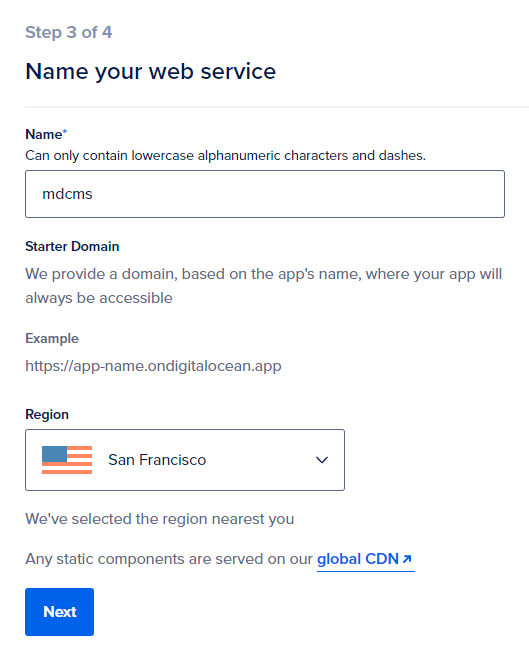 Step 3 of 4
Name your web service
Name*
Can only contain lowercase alphanumeric characters and dashes.
mdcms
Starter Domain
We provide a domain, based on the app's name, where your app will
always be accessible
Example
https://app-name.ondigitalocean.app
Region
San Francisco
We've selected the region nearest you
Any static components are served on our global CDN↗
Next